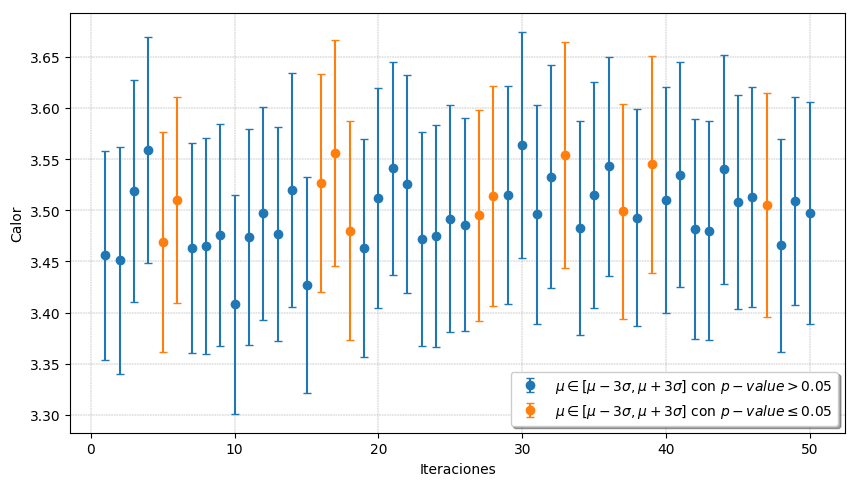 3.65
3.60
3.55
3.50
3.45
3.40
3.35
3.30
Calor
μ ∈ [μ − 3σ, μ + 3σ] con p − value > 0.05
μ ∈ [μ − 3σ, μ + 3σ] con p − value ≤ 0.05
0 10 20 30 40 50
Iteraciones